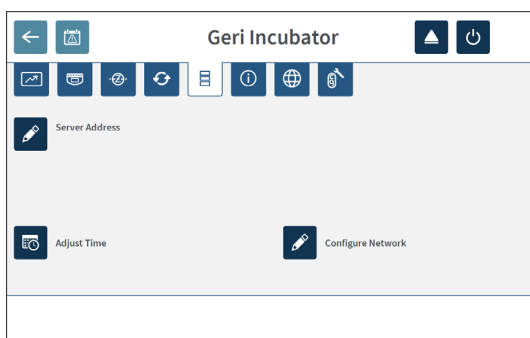 Geri Incubator
Server Address
Adjust Time
Configure Network